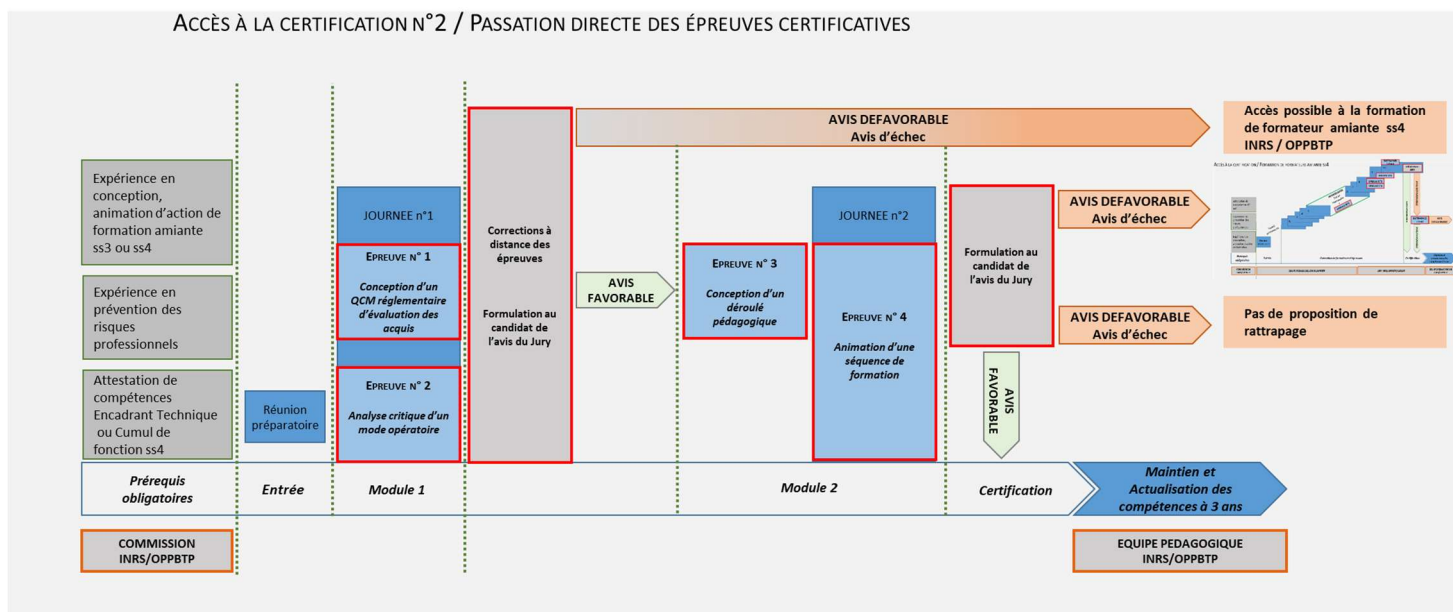 ACCÈS À LA CERTIFICATION N°2 / PASSATION DIRECTE DES ÉPREUVES CERTIFICATIVES
Expérience en
conception,
animation d'action de
formation amiante
ss3 ou ss4
Expérience en
prévention des
risques
professionnels
Attestation de
compétences
Encadrant Technique
ou Cumul de
fonction ss4
Réunion
préparatoire
JOURNEE n°1
EPREUVE N° 1
Conception d'un
QCM réglementaire
d'évaluation des
acquis
EPREUVE N° 2
Analyse critique d'un
mode opératoire
Corrections à
distance des
épreuves
Formulation au
candidat de
l'avis du Jury
AVIS DEFAVORABLE
Avis d'échec
AVIS
FAVORABLE
EPREUVE N° 3
Conception d'un
déroulé
pédagogique
JOURNEE n°2
EPREUVE N° 4
Animation d'une
séquence de
formation
Formulation au
candidat de
l'avis du Jury
AVIS
FAVORABLE
AVIS DEFAVORABLE
Avis d'échec
AVIS DEFAVORABLE
Avis d'échec
Accès possible à la formation
de formateur amiante ss4
INRS / OPPBTP
Pas de proposition de
rattrapage
Prérequis
obligatoires
Entrée
Module 1
Module 2
Certification
Maintien et
Actualisation des
compétences à 3 ans
COMMISSION
INRS/OPPBTP
EQUIPE PEDAGOGIQUE
INRS/OPPBTP